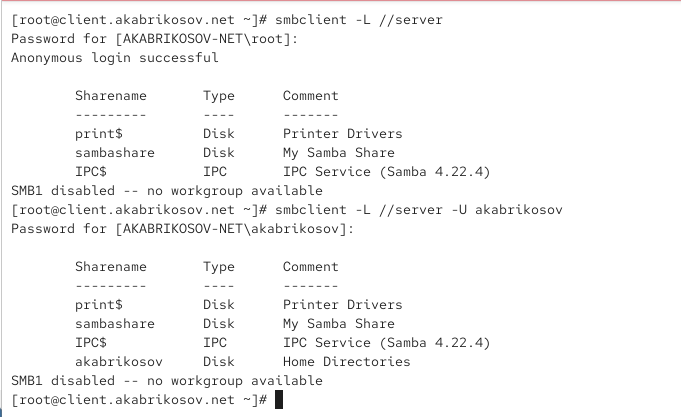 [root@client.akabrikosov.net ~]# smbclient -L //server
Password for [AKABRIKOSOV-NET\root]:
Anonymous login successful

        Sharename       Type      Comment
        ---------       ----      -------
        print$          Disk      Printer Drivers
        sambashare      Disk      My Samba Share
        IPC$            IPC       IPC Service (Samba 4.22.4)
SMB1 disabled -- no workgroup available
[root@client.akabrikosov.net ~]# smbclient -L //server -U akabrikosov
Password for [AKABRIKOSOV-NET\akabrikosov]:

        Sharename       Type      Comment
        ---------       ----      -------
        print$          Disk      Printer Drivers
        sambashare      Disk      My Samba Share
        IPC$            IPC       IPC Service (Samba 4.22.4)
        akabrikosov     Disk      Home Directories
SMB1 disabled -- no workgroup available
[root@client.akabrikosov.net ~]#